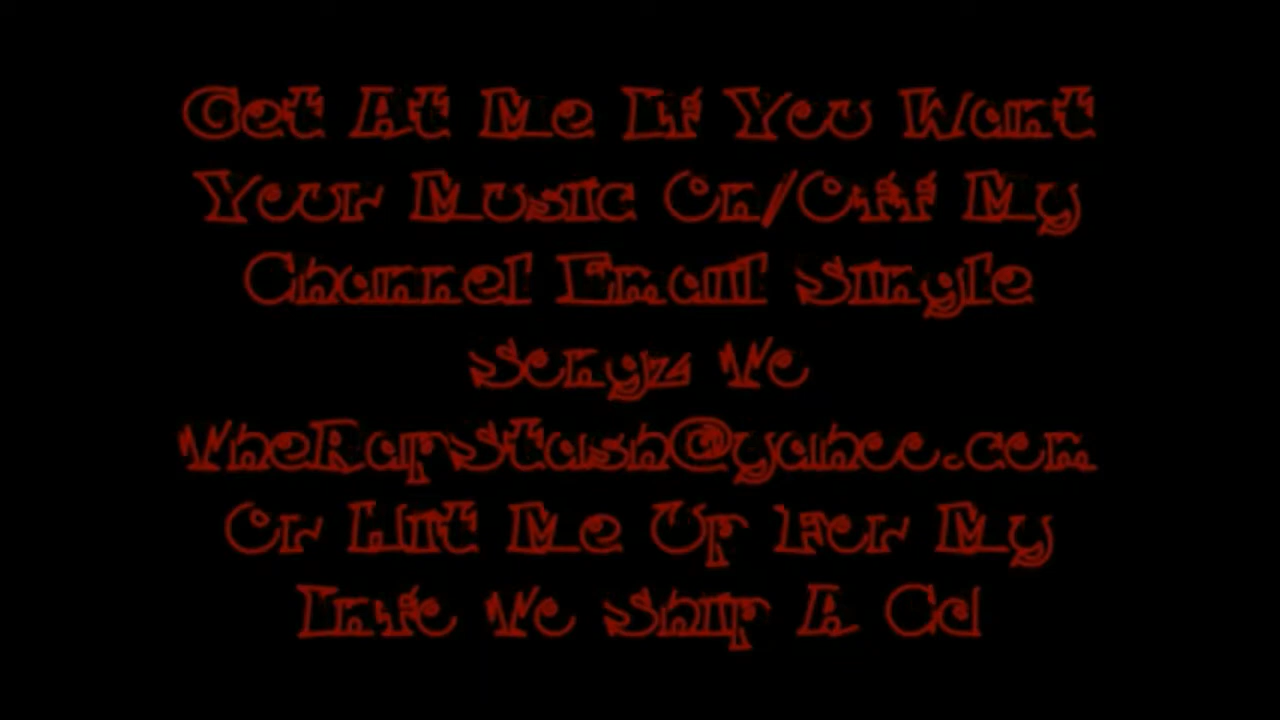 Get At Me If You Want
Your Music On/Off My
Channel Email Single
Songz To
TheRapStash@yahoo.com
Or Hit Me Up For My
Info To Ship A Cd